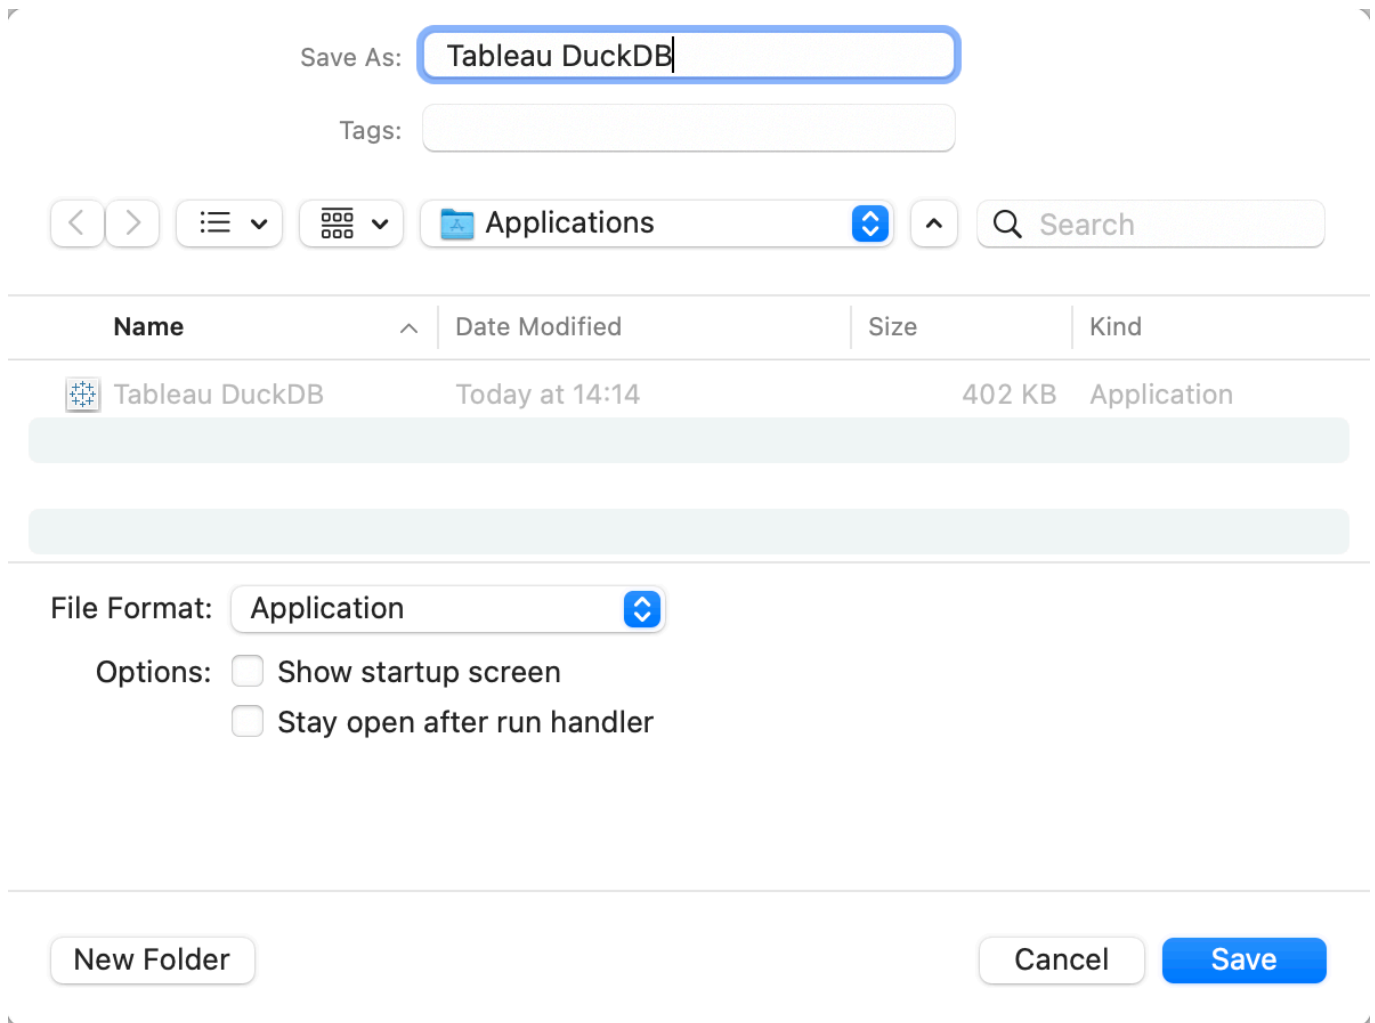 Save As: Tableau DuckDB
Tags:
Applications
Search
Name Date Modified Size Kind
Tableau DuckDB Today at 14:14 402 KB Application
File Format: Application
Options: Show startup screen
Stay open after run handler
New Folder Cancel Save